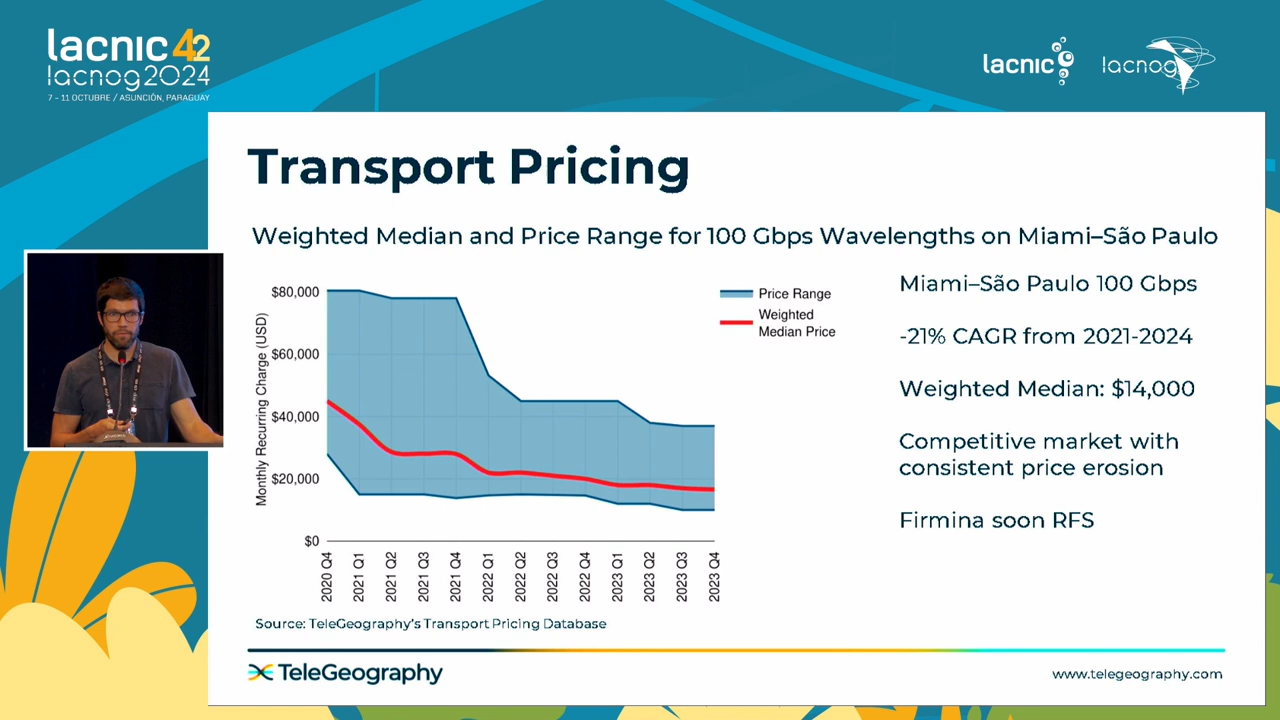 lacnic 42
lacnog 2024
7 - 11 OCTUBRE / ASUNCIÓN, PARAGUAY
lacnic
lacnog
Transport Pricing
Weighted Median and Price Range for 100 Gbps Wavelengths on Miami–São Paulo
Monthly Recurring Charge (USD)
$80,000
$60,000
$40,000
$20,000
$0
2020 Q4
2021 Q1
2021 Q2
2021 Q3
2021 Q4
2022 Q1
2022 Q2
2022 Q3
2022 Q4
2023 Q1
2023 Q2
2023 Q3
2023 Q4
Price Range
Weighted
Median Price
Miami–São Paulo 100 Gbps
-21% CAGR from 2021-2024
Weighted Median: $14,000
Competitive market with
consistent price erosion
Firmina soon RFS
Source: TeleGeography's Transport Pricing Database
TeleGeography
www.telegeography.com